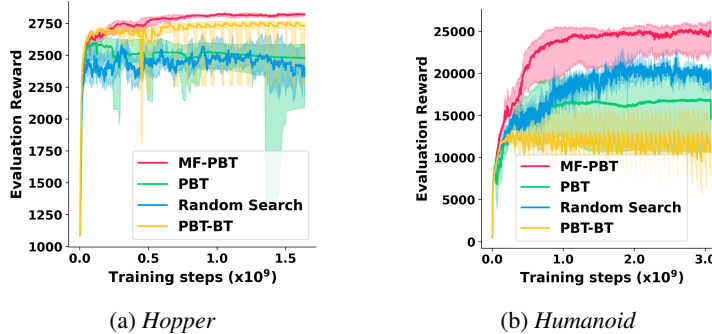 2750
2500
2250
2000
1750
1500
1250
1000
Evaluation Reward
MF-PBT
PBT
Random Search
PBT-BT
0.0 0.5 1.0 1.5
Training steps (x10⁹)
(a) Hopper
25000
20000
15000
10000
5000
0
Evaluation Reward
MF-PBT
PBT
Random Search
PBT-BT
0.0 1.0 2.0 3.0
Training steps (x10⁹)
(b) Humanoid